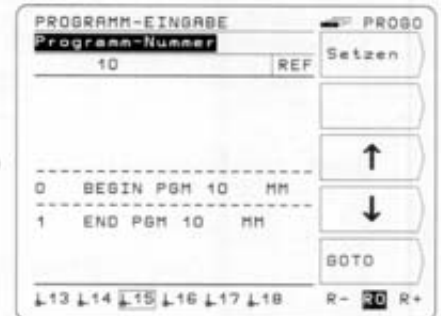 PROGRAMM-EINGABE
PROGO
Programm-Nummer
Setzen
10
REF
↑
0 BEGIN PGM 10 MM
↓
1 END PGM 10 MM
GOTO
L13 L14 L15 L16 L17 L18
R- R0 R+